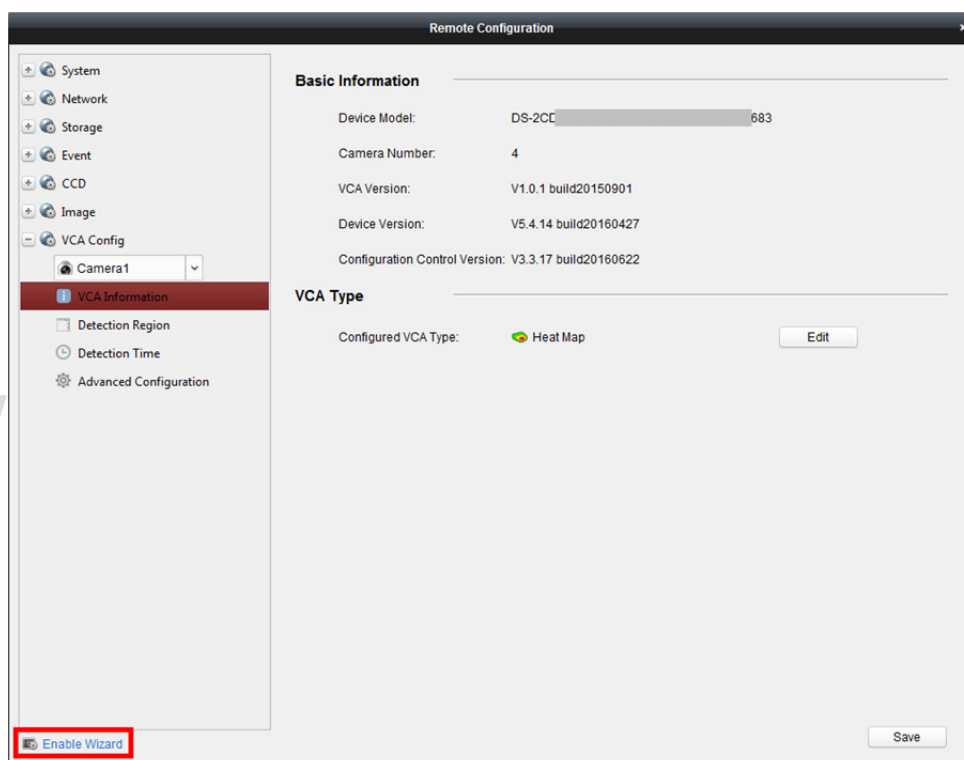 Remote Configuration
System
Network
Storage
Event
CCD
Image
VCA Config
Camera1
VCA Information
Detection Region
Detection Time
Advanced Configuration
Enable Wizard
Basic Information
Device Model: DS-2CD 683
Camera Number: 4
VCA Version: V1.0.1 build20150901
Device Version: V5.4.14 build20160427
Configuration Control Version: V3.3.17 build20160622
VCA Type
Configured VCA Type: Heat Map Edit
Save